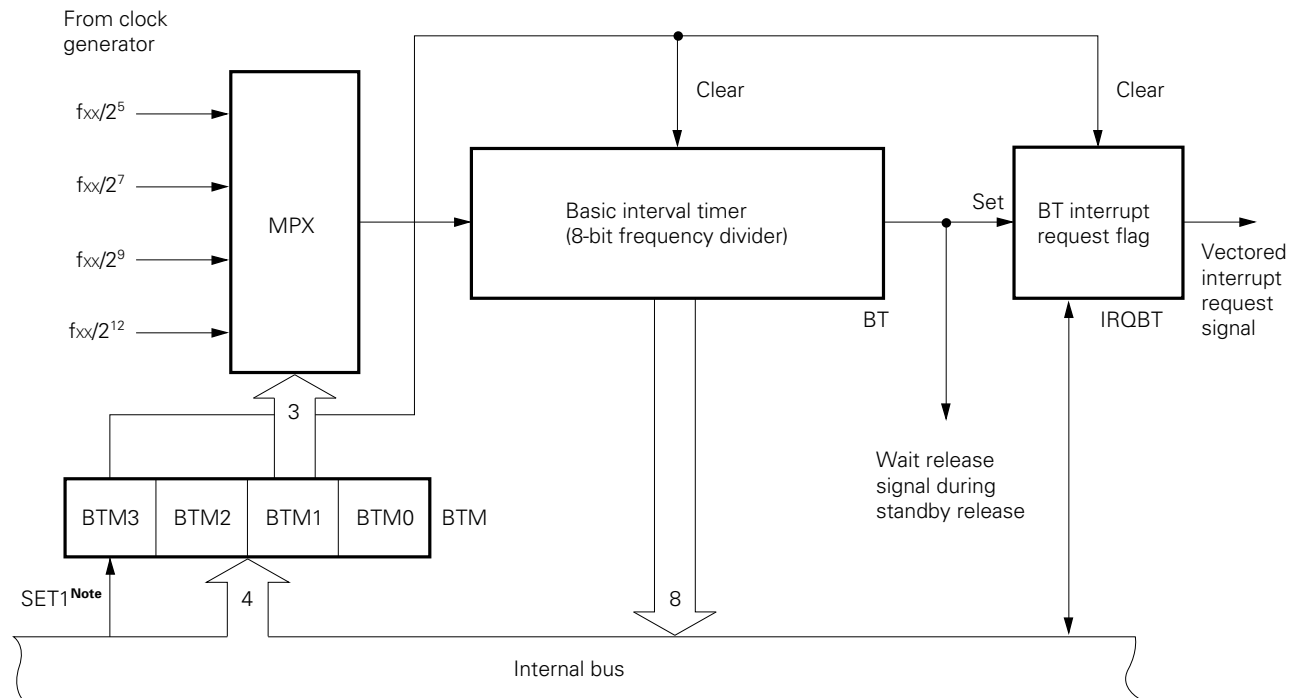 From clock
generator
fxx/2⁵
fxx/2⁷
fxx/2⁹
fxx/2¹²
MPX
Clear
Clear
Basic interval timer
(8-bit frequency divider)
BT
Set
BT interrupt
request flag
IRQBT
Vectored
interrupt
request
signal
3
Wait release
signal during
standby release
BTM3
BTM2
BTM1
BTM0
BTM
SET1Note
4
8
Internal bus